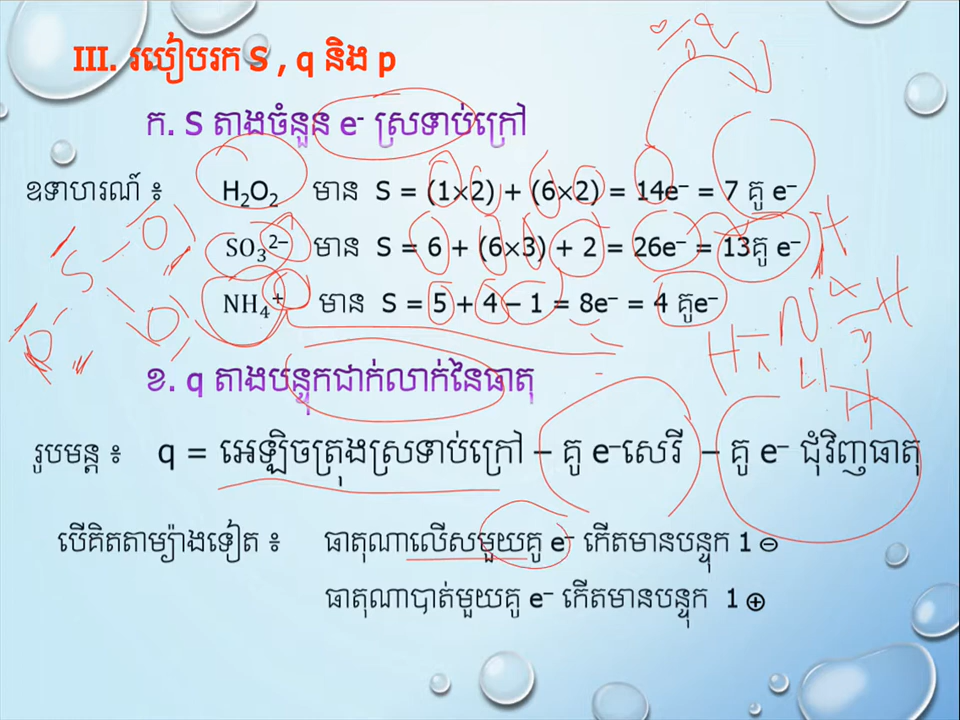 III. របៀបរក S , q និង p
ក. S តាងចំនួន e⁻ ស្រទាប់ក្រៅ
ឧទាហរណ៍ ៖ H₂O₂ មាន S = (1×2) + (6×2) = 14e⁻ = 7 គូ e⁻
SO₃²⁻ មាន S = 6 + (6×3) + 2 = 26e⁻ = 13គូ e⁻
NH₄⁺ មាន S = 5 + 4 − 1 = 8e⁻ = 4 គូe⁻
ខ. q តាងបន្ទុកជាក់លាក់នៃធាតុ
រូបមន្ត ៖ q = អេឡិចត្រុងស្រទាប់ក្រៅ − គូ e⁻សេរី − គូ e⁻ ជុំវិញធាតុ
បើគិតតាម្យ៉ាងទៀត ៖ ធាតុណាលើសមួយគូ e⁻ កើតមានបន្ទុក 1 ⊖
ធាតុណាបាត់មួយគូ e⁻ កើតមានបន្ទុក 1 ⊕